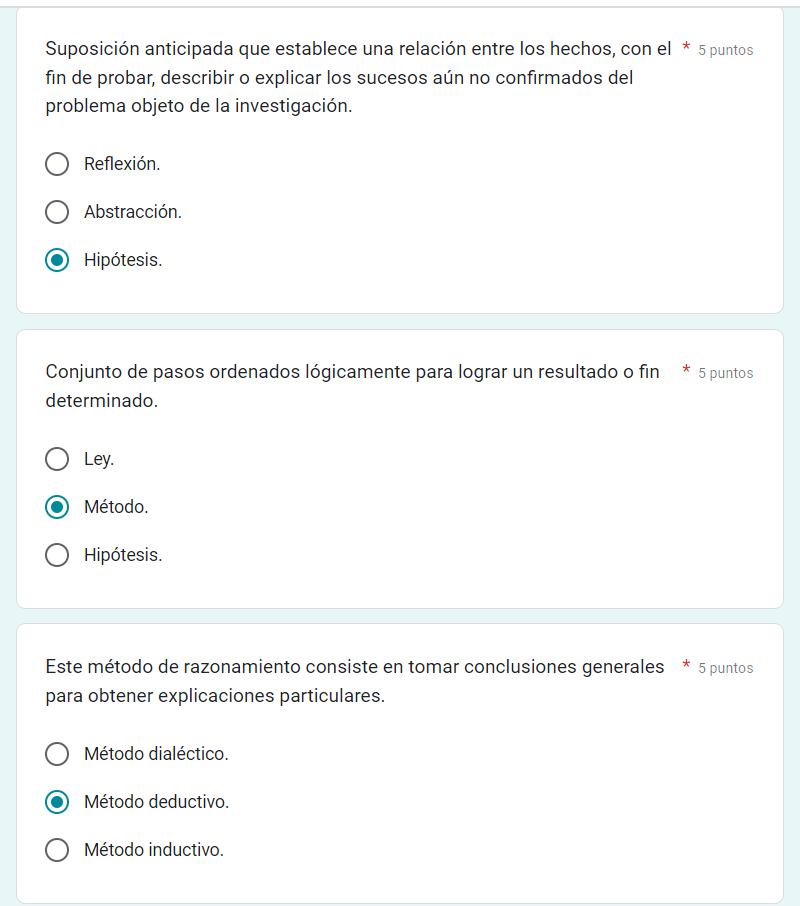 Suposición anticipada que establece una relación entre los hechos, con el * 5 puntos
fin de probar, describir o explicar los sucesos aún no confirmados del
problema objeto de la investigación.
Reflexión.
Abstracción.
Hipótesis.
Conjunto de pasos ordenados lógicamente para lograr un resultado o fin * 5 puntos
determinado.
Ley.
Método.
Hipótesis.
Este método de razonamiento consiste en tomar conclusiones generales * 5 puntos
para obtener explicaciones particulares.
Método dialéctico.
Método deductivo.
Método inductivo.